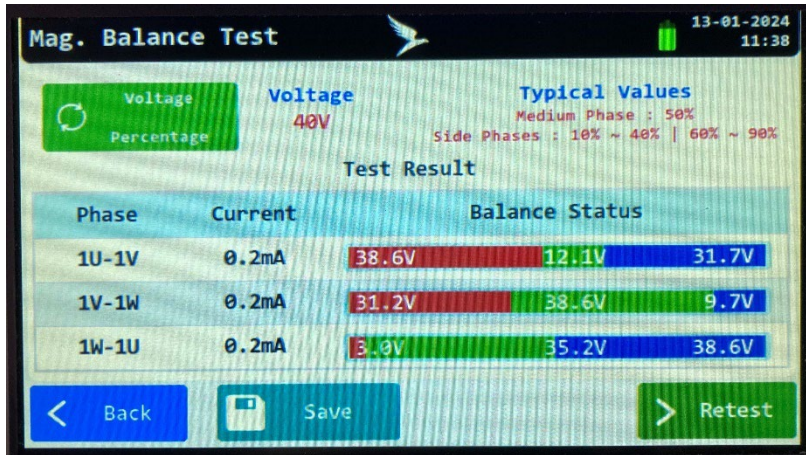 Mag. Balance Test
13-01-2024
11:38
Voltage
Percentage
Voltage
40V
Typical Values
Medium Phase : 50%
Side Phases : 10% ~ 40% | 60% ~ 90%
Test Result
Phase Current Balance Status
1U-1V 0.2mA 38.6V 12.1V 31.7V
1V-1W 0.2mA 31.2V 38.6V 9.7V
1W-1U 0.2mA 3.0V 35.2V 38.6V
Back
Save
Retest